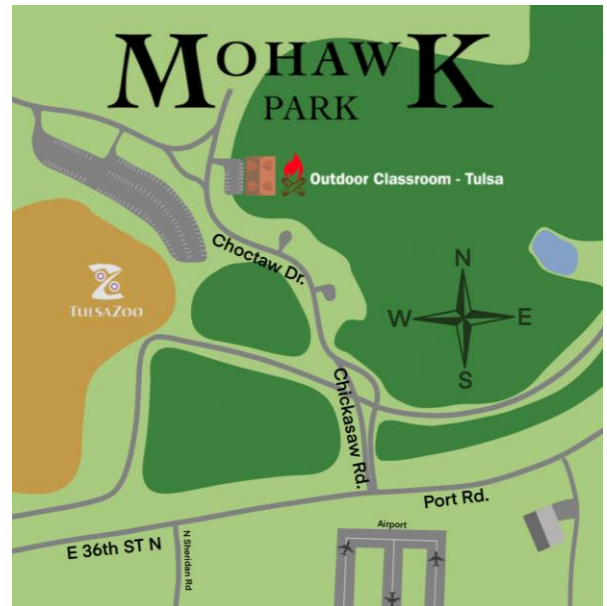 MOHAWK
PARK
Outdoor Classroom - Tulsa
Choctaw Dr.
N
W
E
S
TULSAZOO
Chickasaw Rd.
Port Rd.
Airport
E 36th ST N
N Sheridan Rd